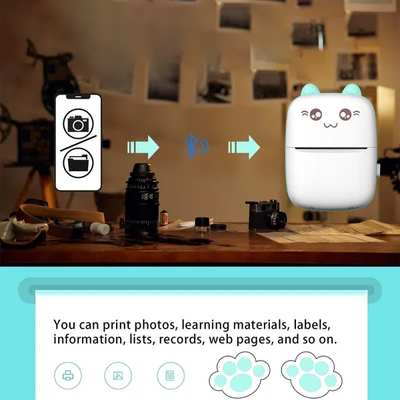 You can print photos, learning materials, labels,
information, lists, records, web pages, and so on.